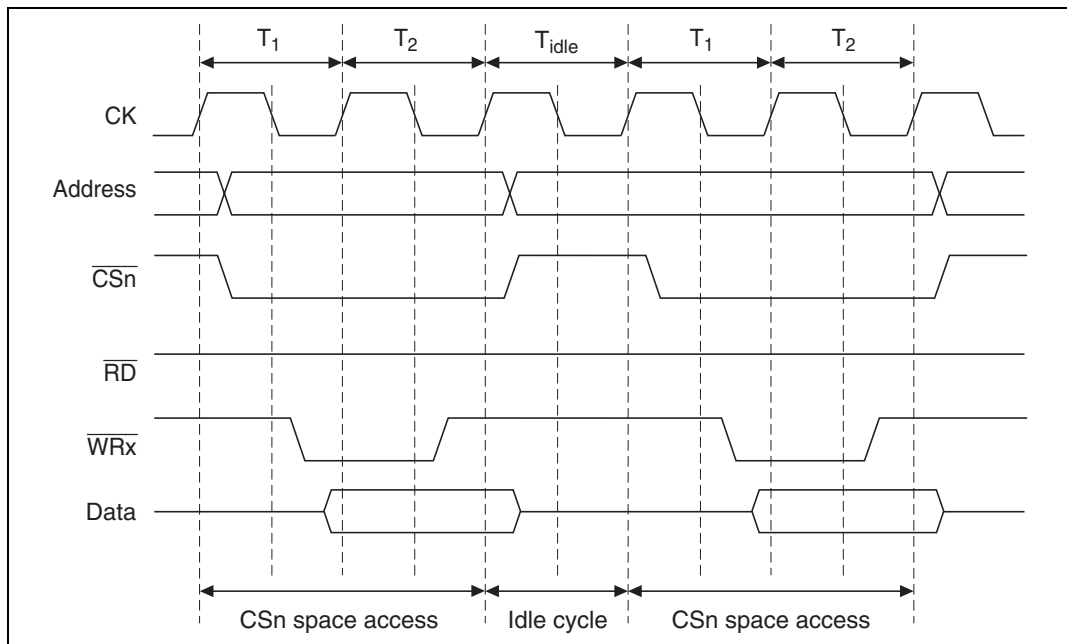 T1 T2 Tidle T1 T2
CK
Address
CSn
RD
WRx
Data
CSn space access Idle cycle CSn space access